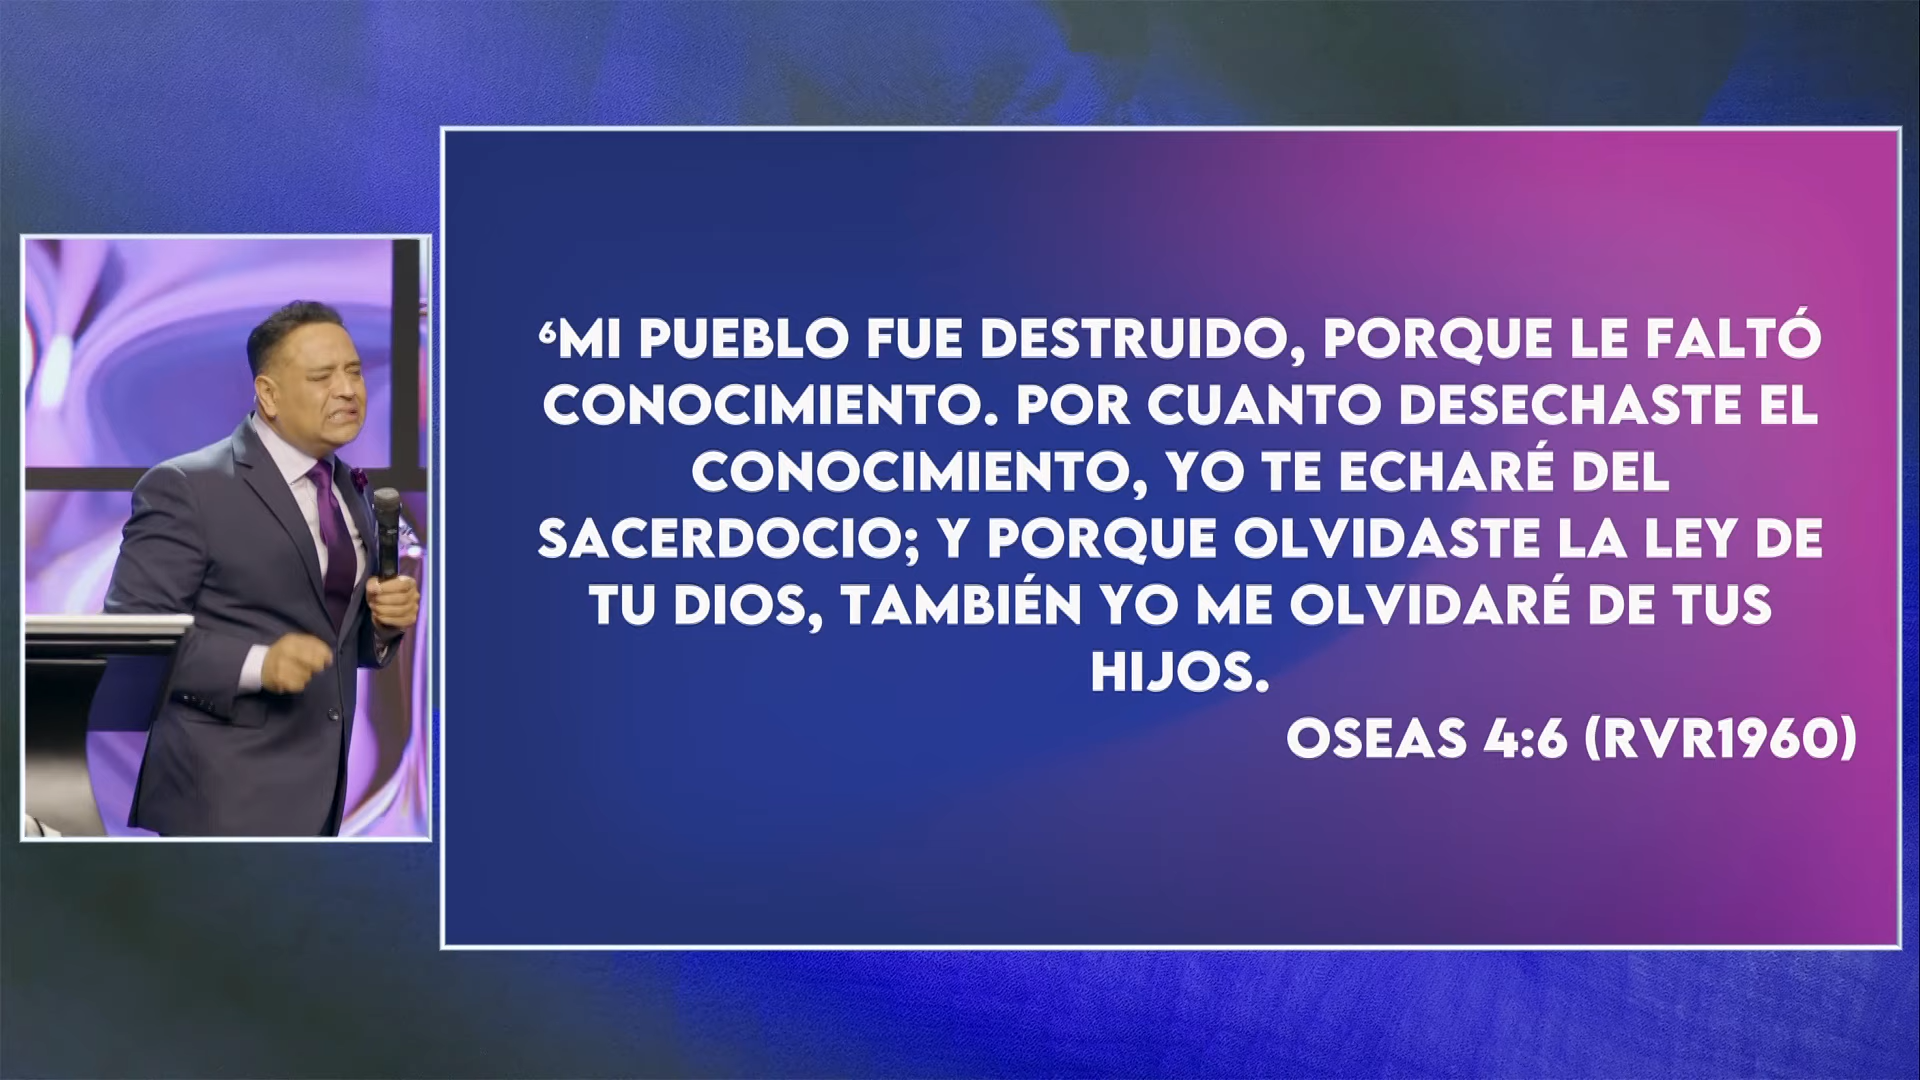 ⁶MI PUEBLO FUE DESTRUIDO, PORQUE LE FALTÓ
CONOCIMIENTO. POR CUANTO DESECHASTE EL
CONOCIMIENTO, YO TE ECHARÉ DEL
SACERDOCIO; Y PORQUE OLVIDASTE LA LEY DE
TU DIOS, TAMBIÉN YO ME OLVIDARÉ DE TUS
HIJOS.
OSEAS 4:6 (RVR1960)